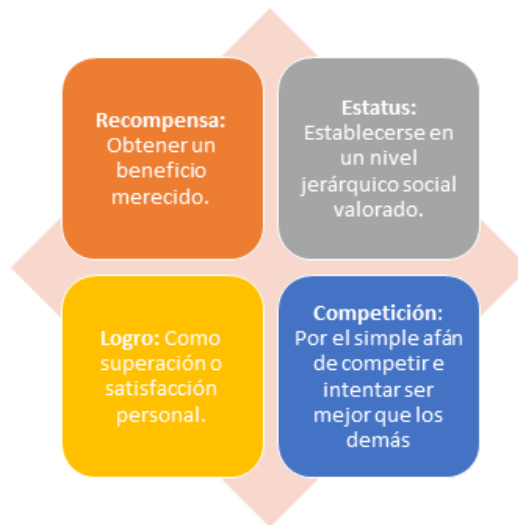 Recompensa:
Obtener un
beneficio
merecido.
Estatus:
Establecerse en
un nivel
jerárquico social
valorado.
Logro: Como
superación o
satisfacción
personal.
Competición:
Por el simple afán
de competir e
intentar ser
mejor que los
demás